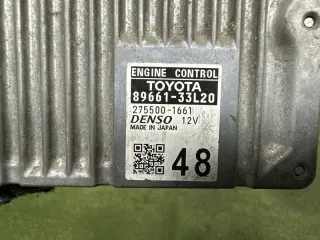 ENGINE CONTROL
TOYOTA
89661-33L20
275500-1661
DENSO 12V
MADE IN JAPAN
48